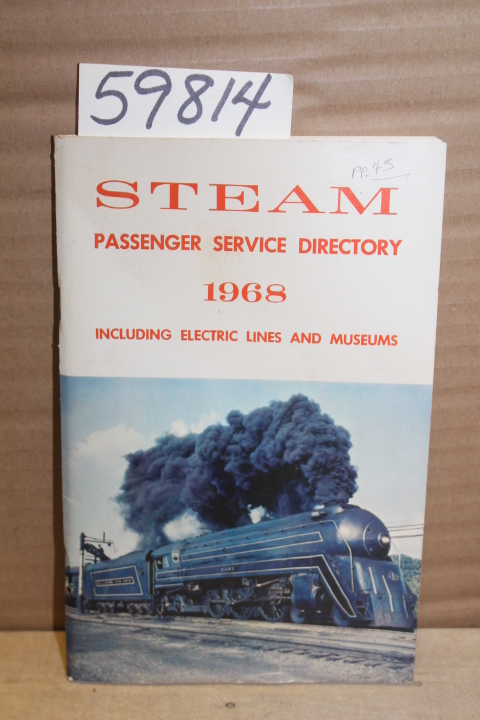 59814
PP. 45
STEAM
PASSENGER SERVICE DIRECTORY
1968
INCLUDING ELECTRIC LINES AND MUSEUMS